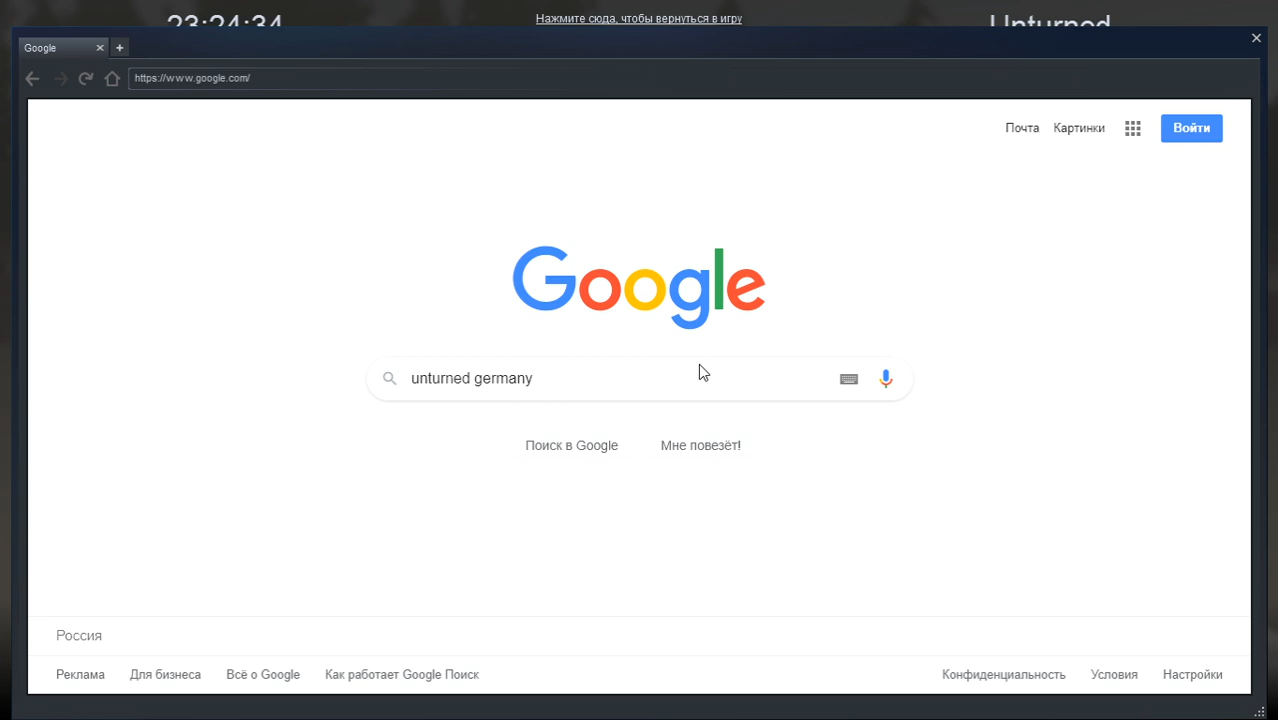 23:24:34
Нажмите сюда, чтобы вернуться в игру
Unturned
Google
https://www.google.com/
Почта
Картинки
Войти
Google
unturned germany
Поиск в Google
Мне повезёт!
Россия
Реклама
Для бизнеса
Всё о Google
Как работает Google Поиск
Конфиденциальность
Условия
Настройки